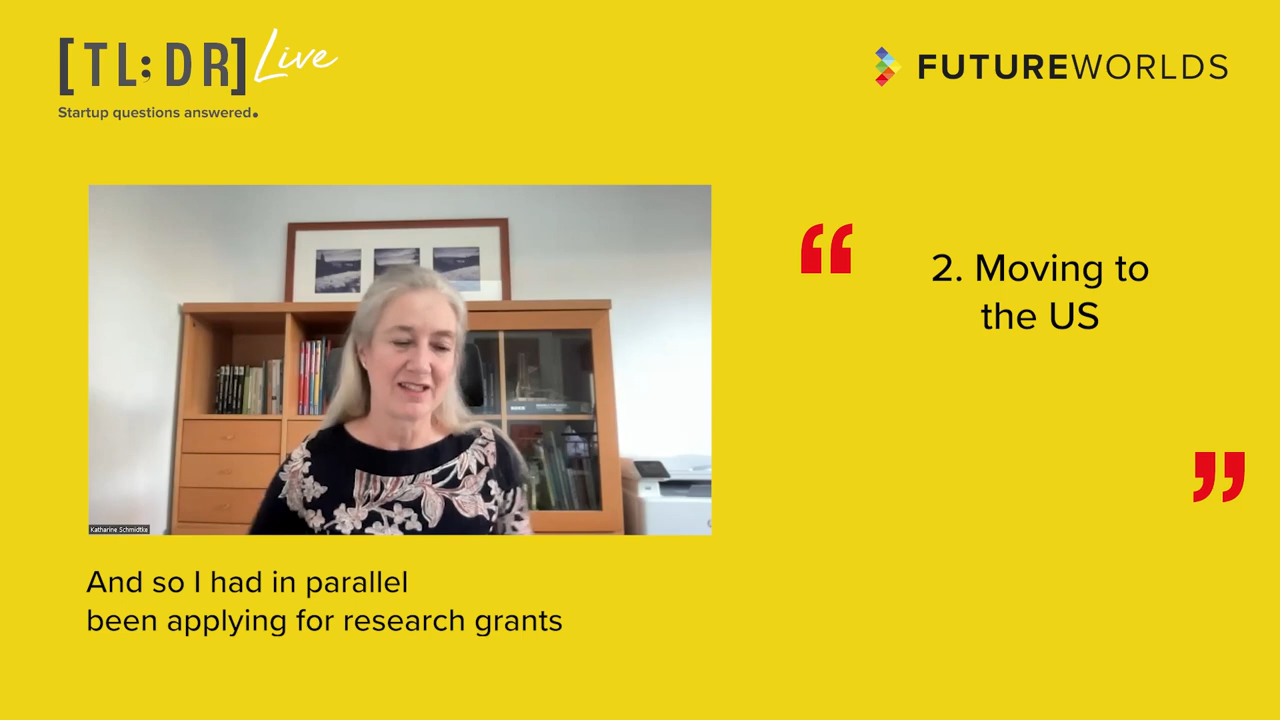 [TL;DR] Live
Startup questions answered.
FUTUREWORLDS
“
2. Moving to
the US
”
Katharine Schmidtke
And so I had in parallel
been applying for research grants